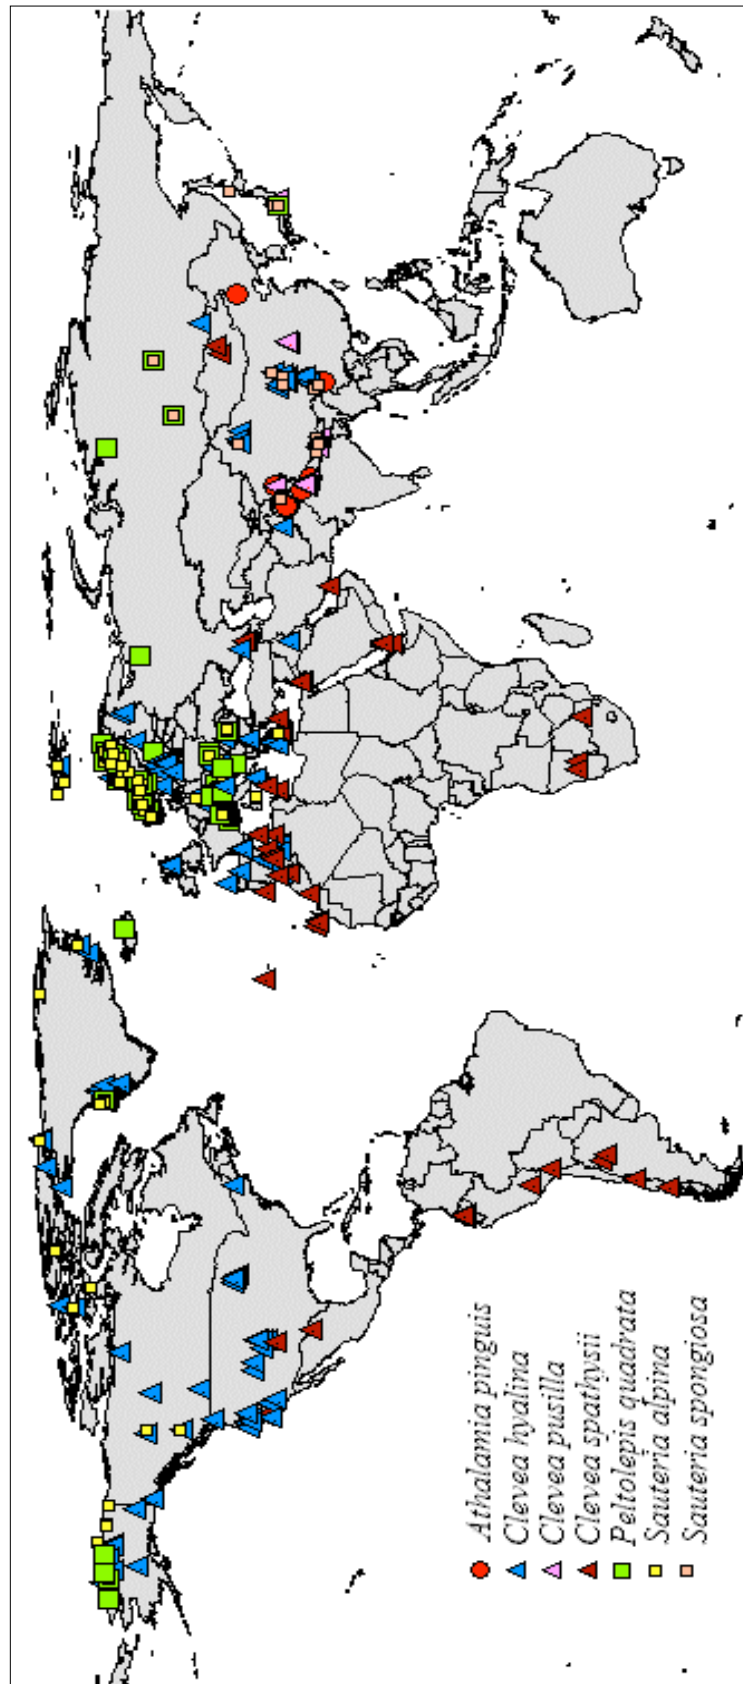 Athalamia pinguis
Clevea hyalina
Clevea pusilla
Clevea spathysii
Peltolepis quadrata
Sauteria alpina
Sauteria spongiosa